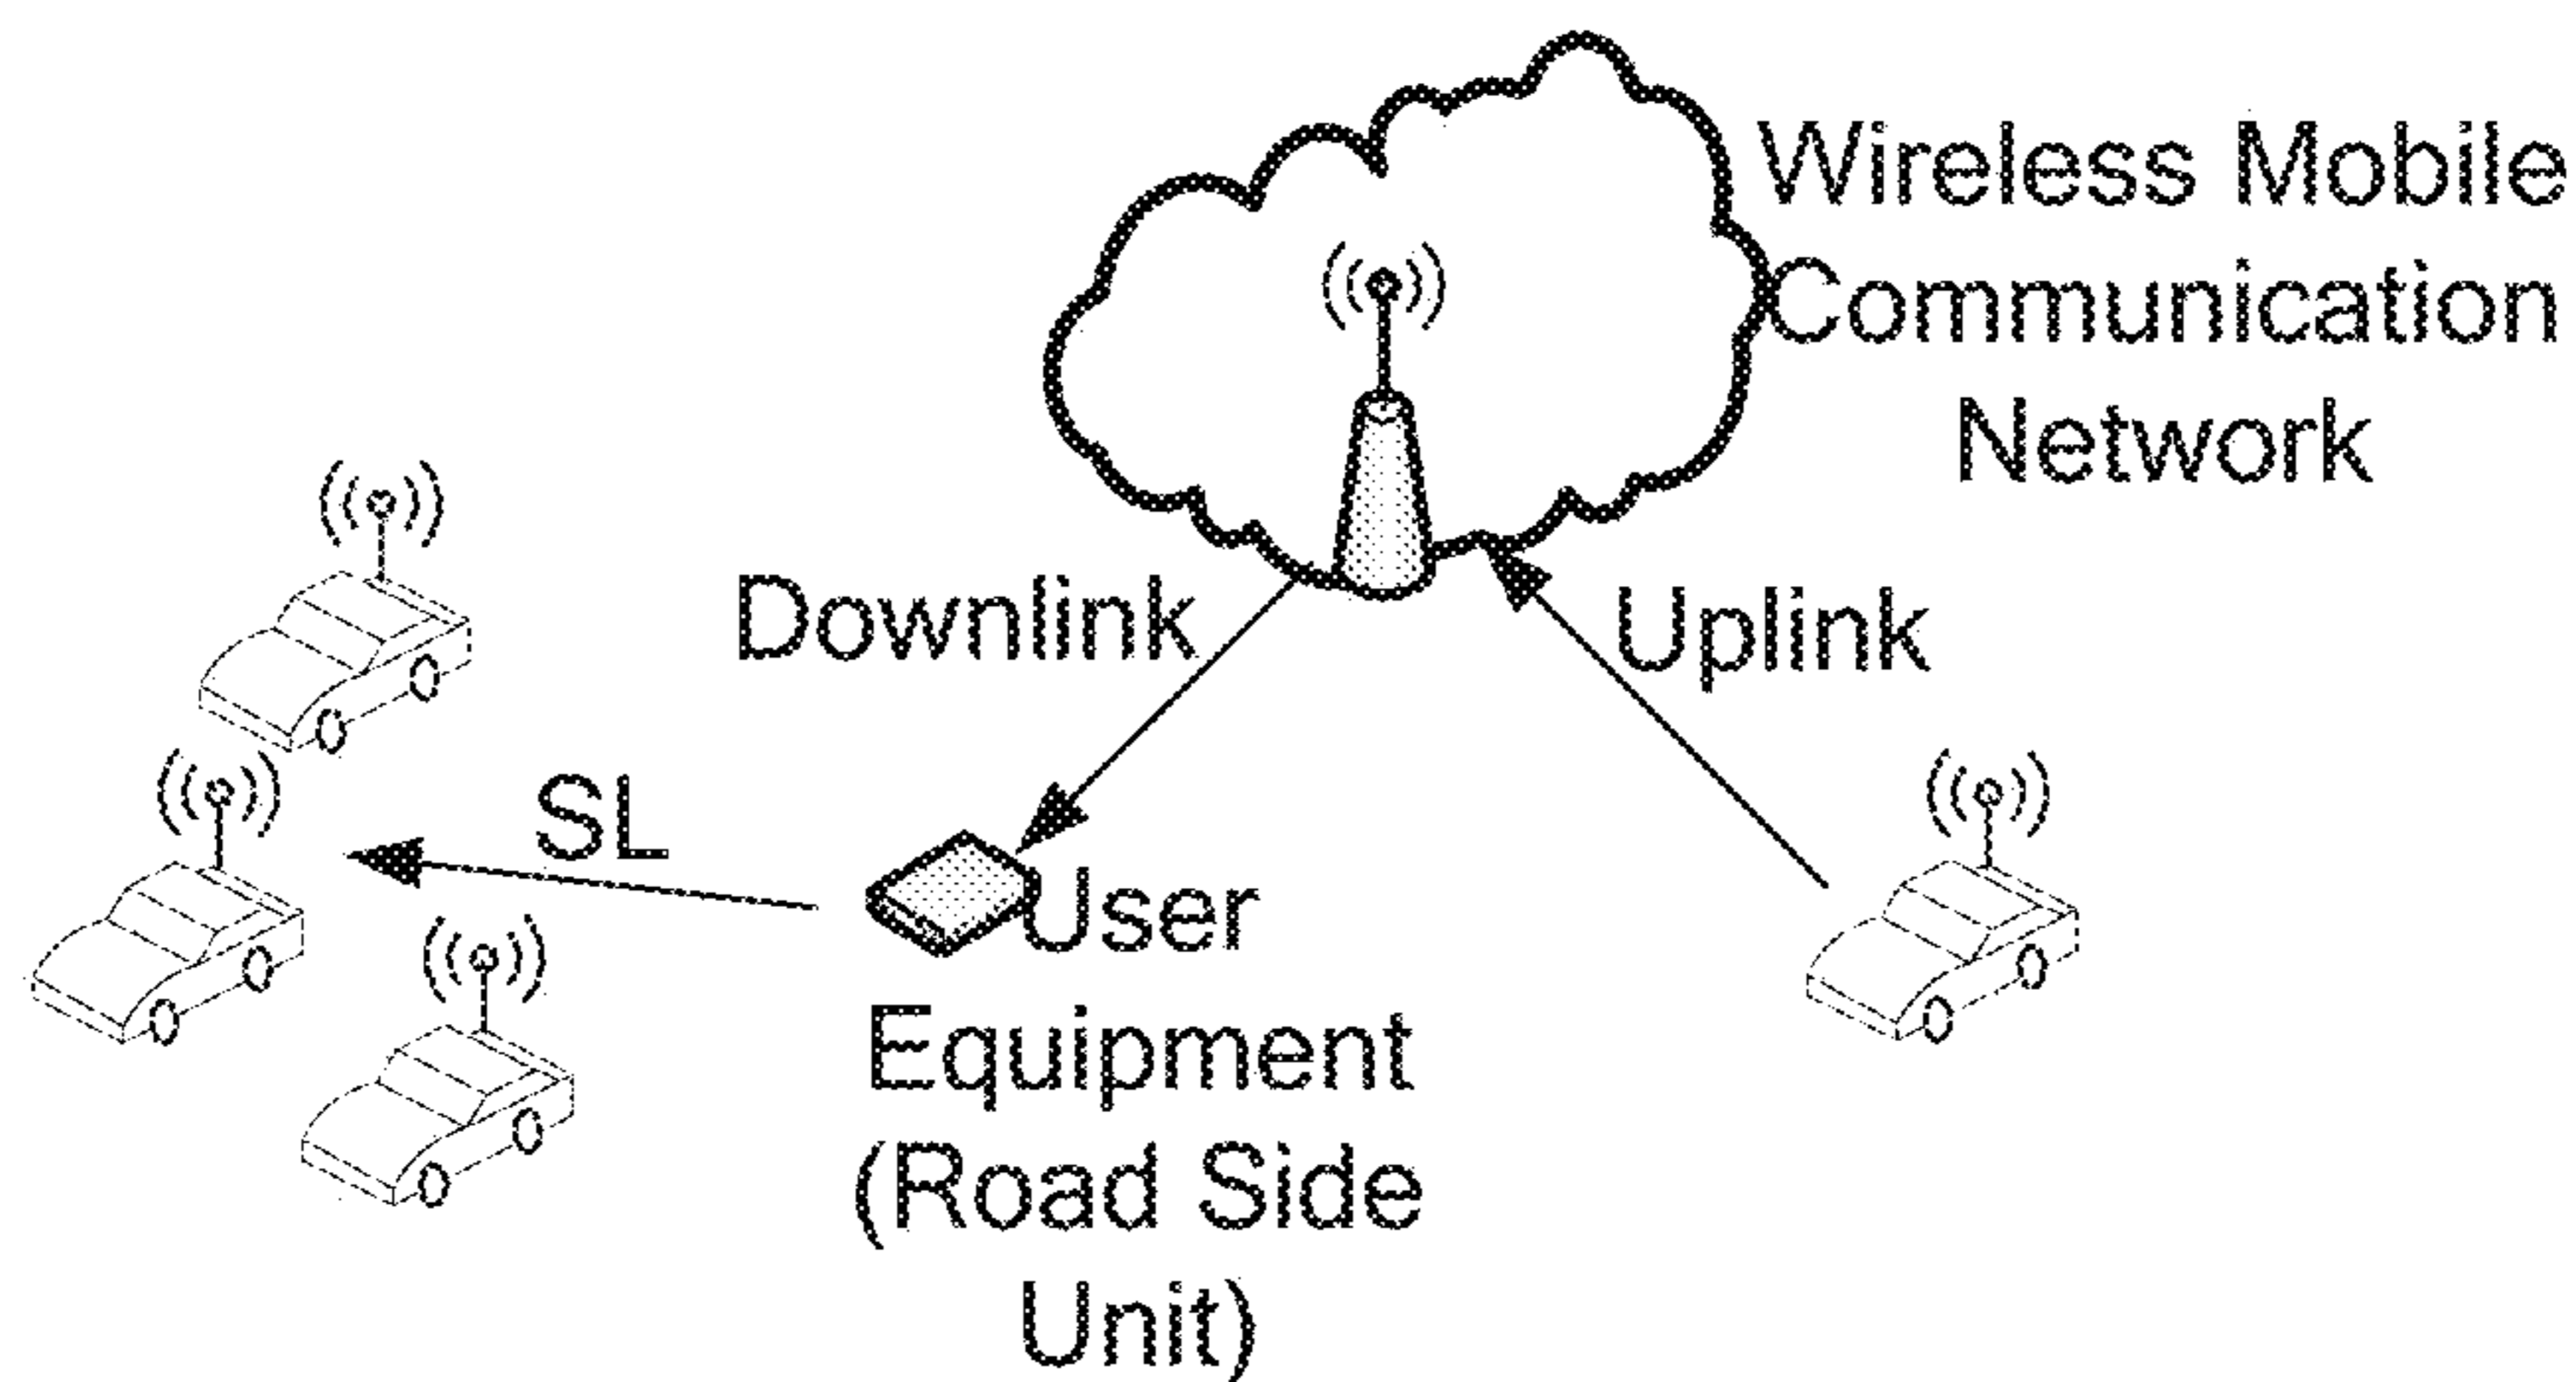 Wireless Mobile
Communication
Network
Downlink
Uplink
SL
User
Equipment
(Road Side
Unit)